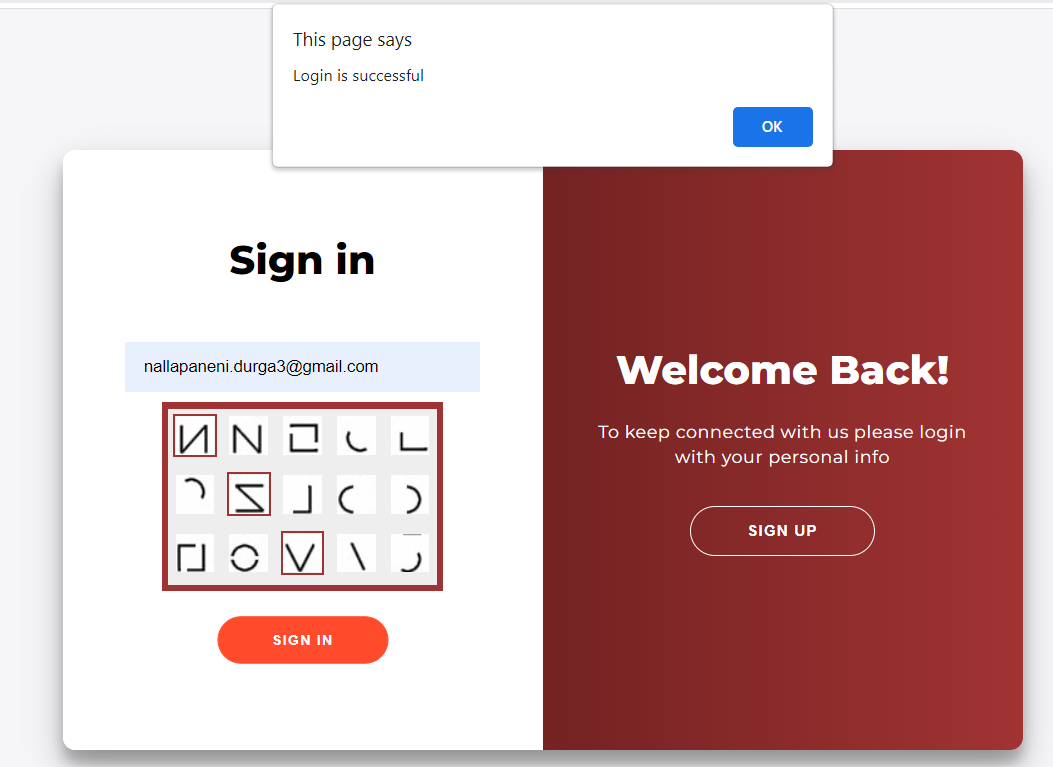 This page says
Login is successful
OK
Sign in
nallapaneni.durga3@gmail.com
SIGN IN
Welcome Back!
To keep connected with us please login
with your personal info
SIGN UP